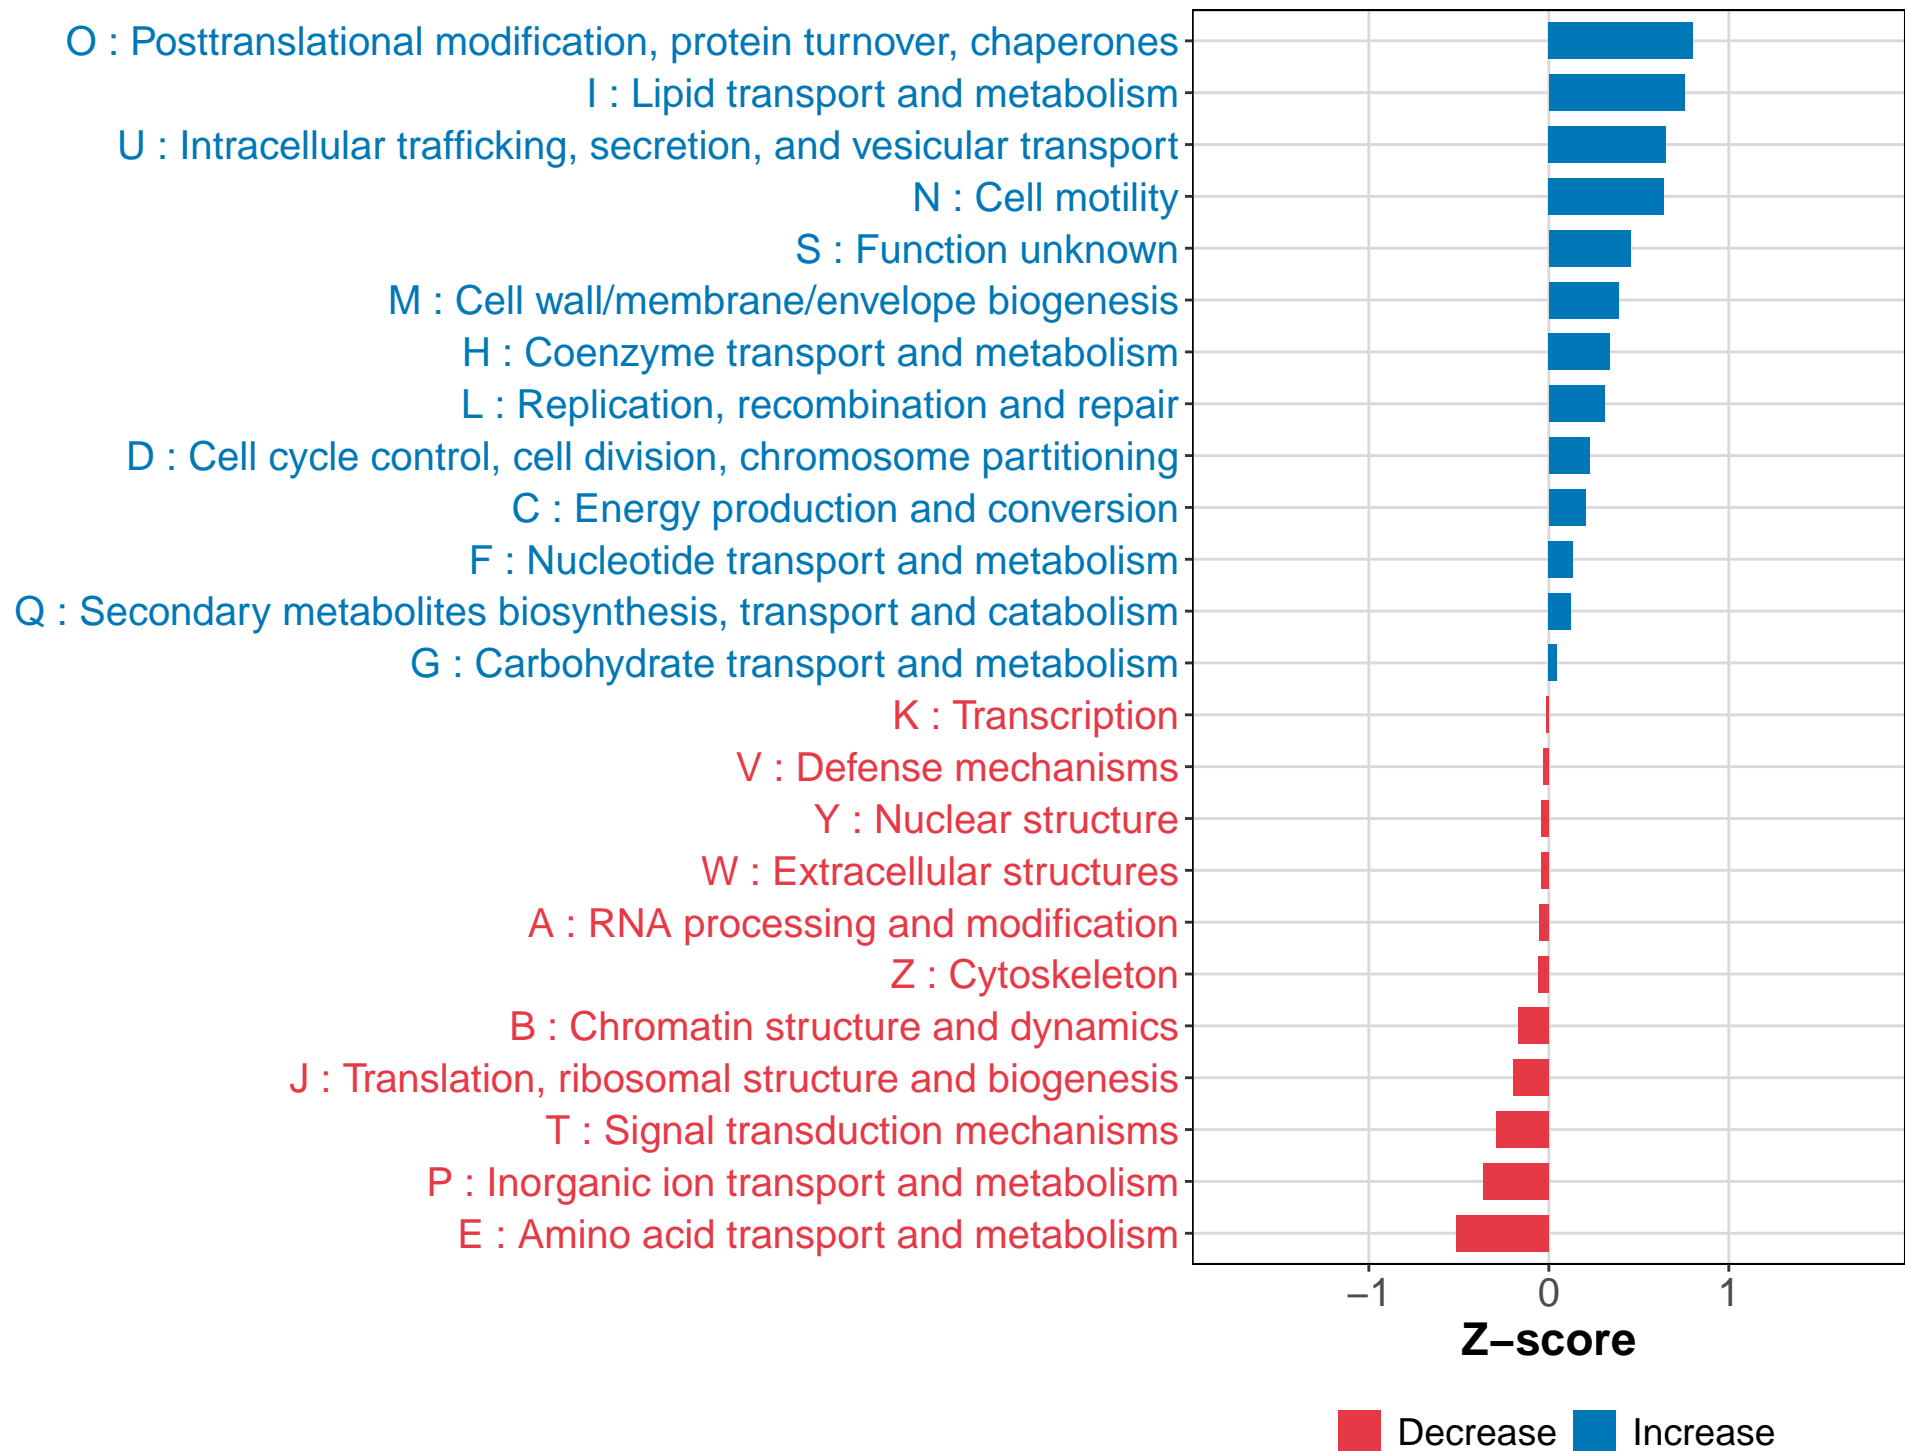 O : Posttranslational modification, protein turnover, chaperones
I : Lipid transport and metabolism
U : Intracellular trafficking, secretion, and vesicular transport
N : Cell motility
S : Function unknown
M : Cell wall/membrane/envelope biogenesis
H : Coenzyme transport and metabolism
L : Replication, recombination and repair
D : Cell cycle control, cell division, chromosome partitioning
C : Energy production and conversion
F : Nucleotide transport and metabolism
Q : Secondary metabolites biosynthesis, transport and catabolism
G : Carbohydrate transport and metabolism
K : Transcription
V : Defense mechanisms
Y : Nuclear structure
W : Extracellular structures
A : RNA processing and modification
Z : Cytoskeleton
B : Chromatin structure and dynamics
J : Translation, ribosomal structure and biogenesis
T : Signal transduction mechanisms
P : Inorganic ion transport and metabolism
E : Amino acid transport and metabolism
−1 0 1
Z−score
Decrease Increase